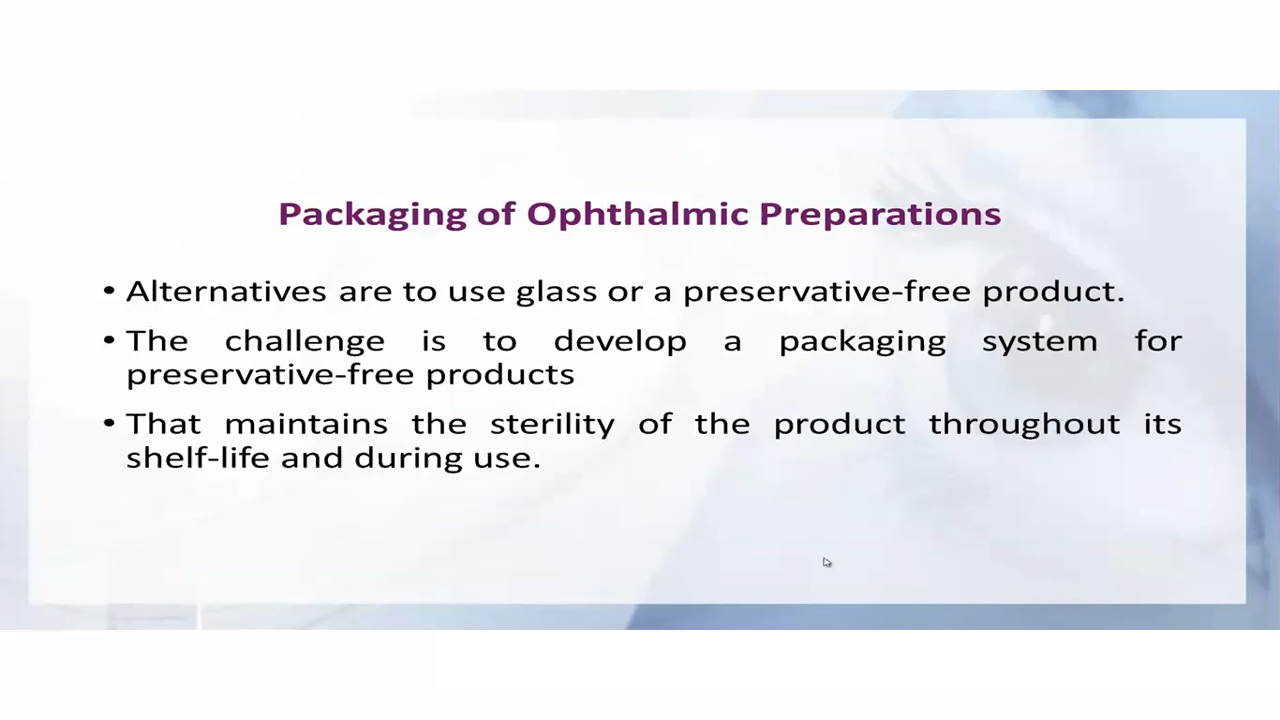 Packaging of Ophthalmic Preparations
• Alternatives are to use glass or a preservative-free product.
• The challenge is to develop a packaging system for
preservative-free products
• That maintains the sterility of the product throughout its
shelf-life and during use.